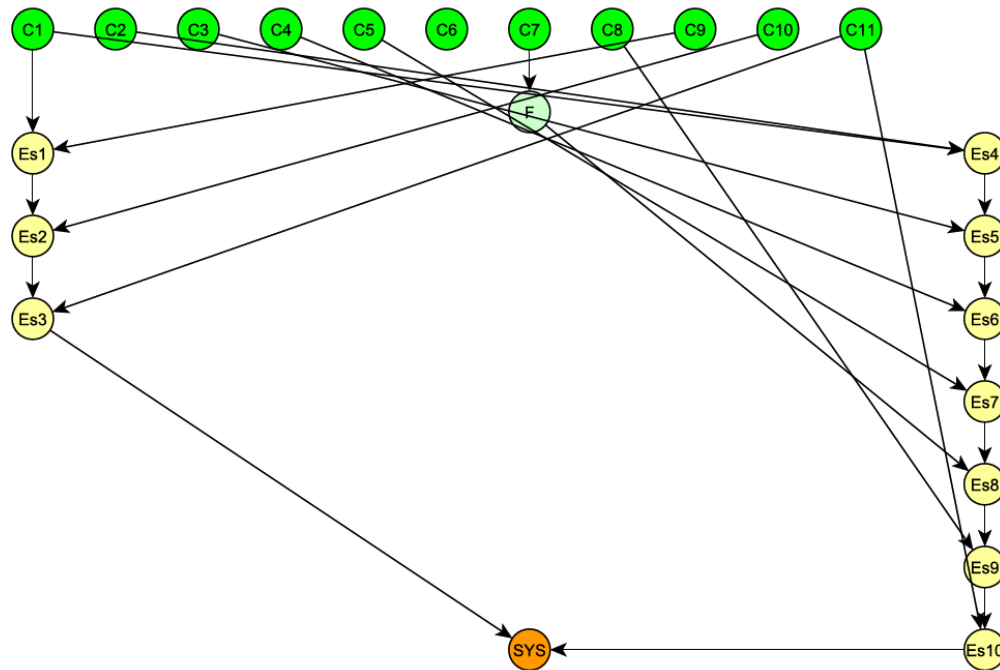 C1 C2 C3 C4 C5 C6 C7 C8 C9 C10 C11
F
Es1 Es4
Es2 Es5
Es3 Es6
Es7
Es8
Es9
SYS Es10